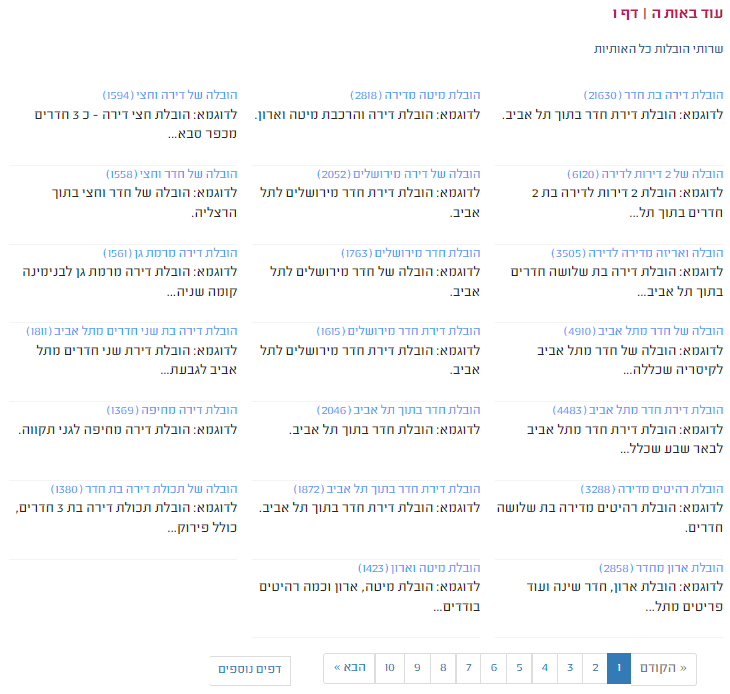 עוד באות ה | דף 1
שרותי הובלות כל האותיות
הובלת דירה בת חדר (21630)
לדוגמא: הובלת דירת חדר בתוך תל אביב.
הובלה של 2 דירות לדירה (6120)
לדוגמא: הובלת 2 דירות לדירה בת 2
חדרים בתוך תל...
הובלה ואריזה מדירה לדירה (3505)
לדוגמא: הובלת דירה בת שלושה חדרים
בתוך תל אביב...
הובלה של חדר מתל אביב (4910)
לדוגמא: הובלה של חדר מתל אביב
לקיסריה שכללה...
הובלת דירת חדר מתל אביב (4483)
לדוגמא: הובלת דירת חדר מתל אביב
לבאר שבע שכלל...
הובלת רהיטים מדירה (3288)
לדוגמא: הובלת רהיטים מדירה בת שלושה
חדרים.
הובלת ארון מחדר (2858)
לדוגמא: הובלת ארון, חדר שינה ועוד
פריטים מתל...
הובלת מיטה מדירה (2818)
לדוגמא: הובלת דירה והרכבת מיטה וארון.
הובלה של דירה מירושלים (2052)
לדוגמא: הובלת דירת חדר מירושלים לתל
אביב.
הובלת חדר מירושלים (1763)
לדוגמא: הובלה של חדר מירושלים לתל
אביב.
הובלת דירת חדר מירושלים (1615)
לדוגמא: הובלת דירת חדר מירושלים לתל
אביב.
הובלת חדר בתוך תל אביב (2046)
לדוגמא: הובלת חדר בתוך תל אביב.
הובלת דירת חדר בתוך תל אביב (1872)
לדוגמא: הובלת דירת חדר בתוך תל אביב.
הובלת מיטה וארון (1423)
לדוגמא: הובלת מיטה, ארון וכמה רהיטים
בודדים...
הובלה של דירה וחצי (1594)
לדוגמא: הובלת חצי דירה - כ 3 חדרים
מכפר סבא...
הובלה של חדר וחצי (1558)
לדוגמא: הובלה של חדר וחצי בתוך
הרצליה.
הובלת דירה מרמת גן (1561)
לדוגמא: הובלת דירה מרמת גן לבנימינה
קומה שניה...
הובלת דירה בת שני חדרים מתל אביב (1811)
לדוגמא: הובלת דירת שני חדרים מתל
אביב לגבעת...
הובלת דירה מחיפה (1369)
לדוגמא: הובלת דירה מחיפה לגני תקווה.
הובלה של תכולת דירה בת חדר (1380)
לדוגמא: הובלת תכולת דירה בת 3 חדרים,
כולל פירוק...
« הקודם 1 2 3 4 5 6 7 8 9 10 הבא » דפים נוספים